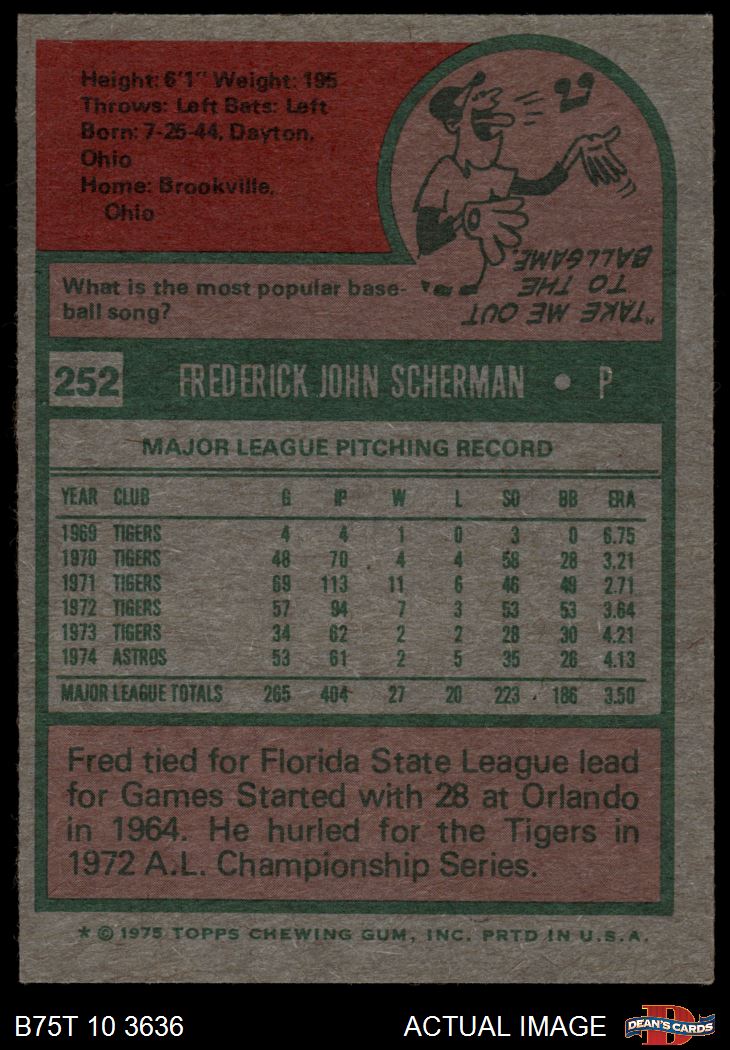 Height: 6'1" Weight: 195
Throws: Left Bats: Left
Born: 7-25-44, Dayton,
Ohio
Home: Brookville,
Ohio
What is the most popular base-
ball song?
"TAKE ME OUT
TO THE
BALLGAME.
252 FREDERICK JOHN SCHERMAN • P
MAJOR LEAGUE PITCHING RECORD
YEAR CLUB G IP W L SO BB ERA
1969 TIGERS 4 4 1 0 3 0 6.75
1970 TIGERS 48 70 4 4 58 28 3.21
1971 TIGERS 69 113 11 6 46 49 2.71
1972 TIGERS 57 94 7 3 53 53 3.64
1973 TIGERS 34 62 2 2 28 30 4.21
1974 ASTROS 53 61 2 5 35 26 4.13
MAJOR LEAGUE TOTALS 265 404 27 20 223 186 3.50
Fred tied for Florida State League lead
for Games Started with 28 at Orlando
in 1964. He hurled for the Tigers in
1972 A.L. Championship Series.
* © 1975 TOPPS CHEWING GUM, INC. PRTD IN U.S.A.
B75T 10 3636 ACTUAL IMAGE D DEAN'S CARDS